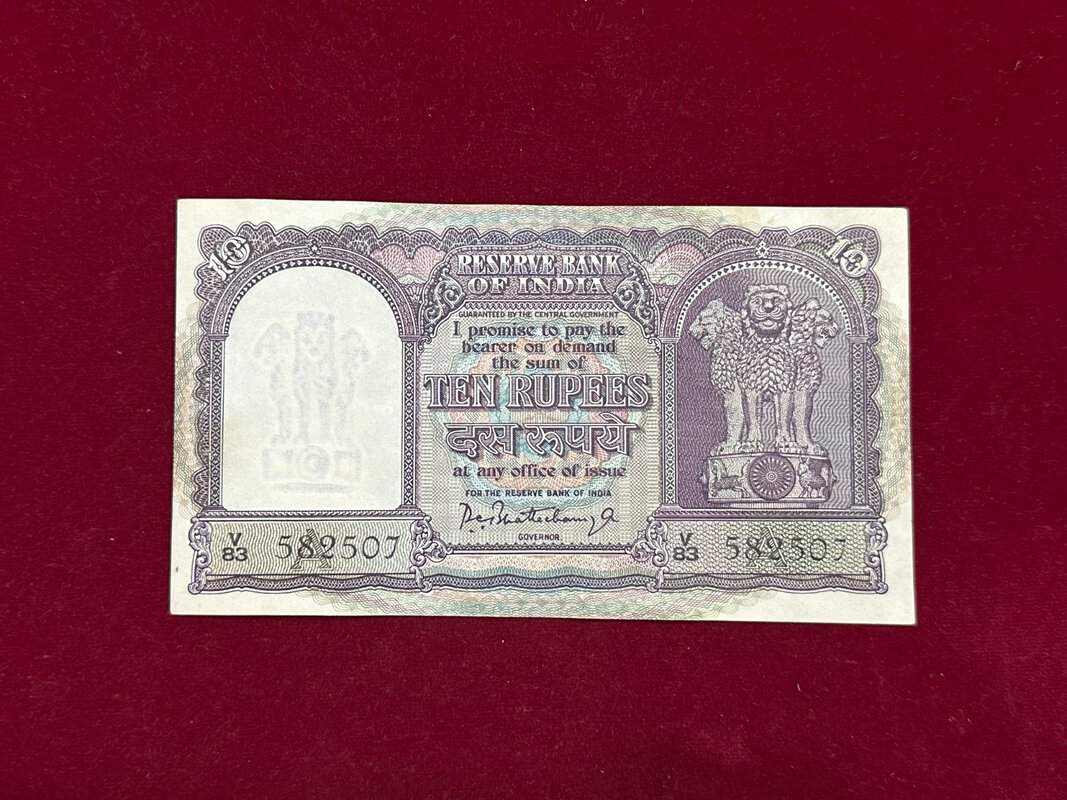 10
10
RESERVE BANK
OF INDIA
GUARANTEED BY THE CENTRAL GOVERNMENT
I promise to pay the
bearer on demand
the sum of
TEN RUPEES
दस रूपये
at any office of issue
FOR THE RESERVE BANK OF INDIA
P.C. Bhattacharyya
GOVERNOR.
V
83
582507
A
V
83
582507
A